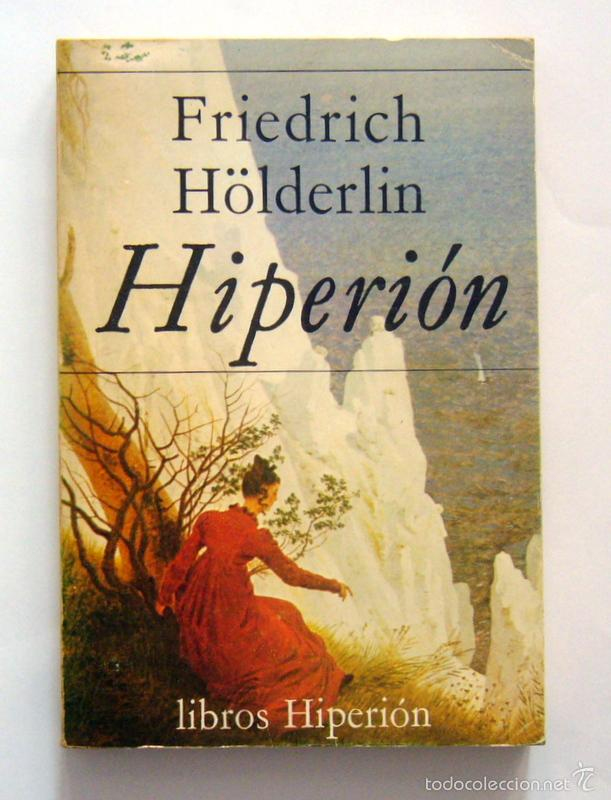 Friedrich
Hölderlin
Hiperión
libros Hiperión
todocoleccion.net